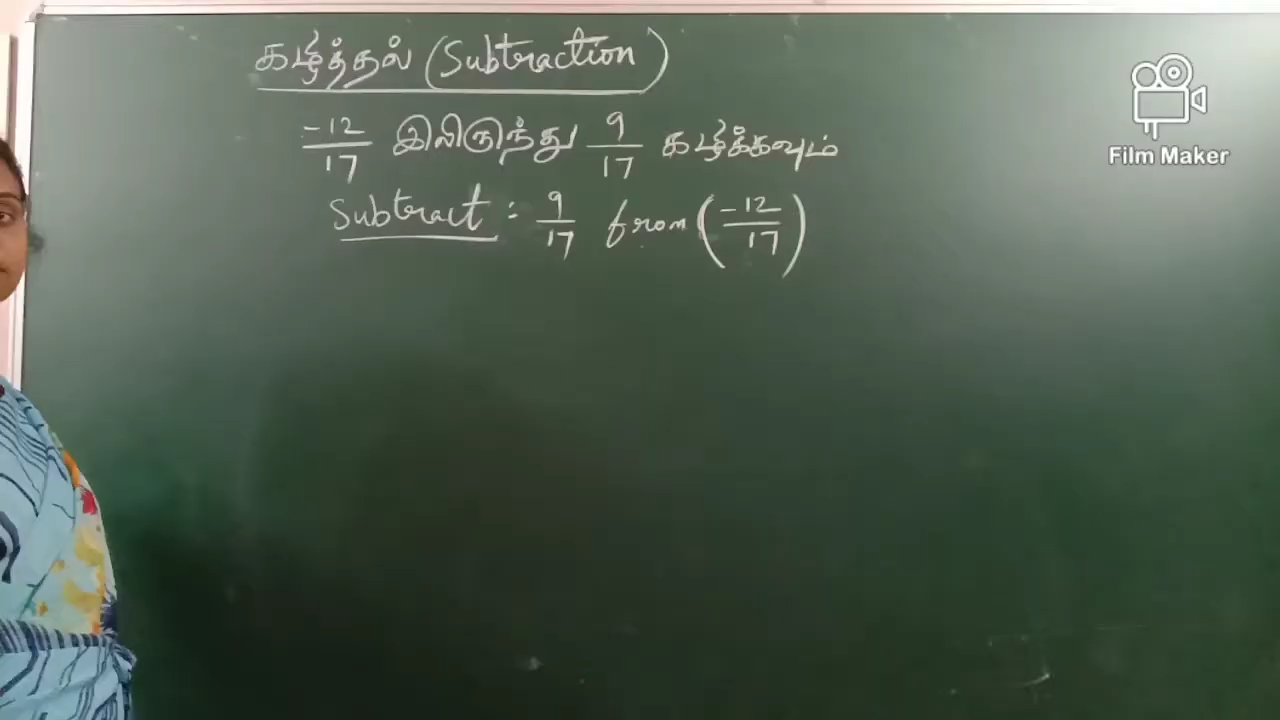 கழித்தல் (Subtraction)
-12/17 இலிருந்து 9/17 கழிக்கவும்
Subtract : 9/17 from (-12/17)
Film Maker